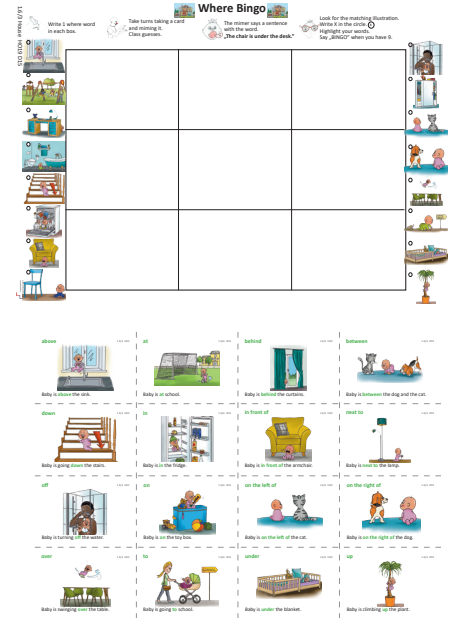 Where Bingo
16/J House HO19 D15
Write 1 where word
in each box.
Take turns taking a card
and miming it.
Class guesses.
The mimer says a sentence
with the word.
„The chair is under the desk.“
Look for the matching illustration.
Write X in the circle.
Highlight your words.
Say „BINGO“ when you have 9.
above
Baby is above the sink.
at
Baby is at school.
behind
Baby is behind the curtains.
between
Baby is between the dog and the cat.
down
Baby is going down the stairs.
in
Baby is in the fridge.
in front of
Baby is in front of the armchair.
next to
Baby is next to the lamp.
off
Baby is turning off the water.
on
Baby is on the toy box.
on the left of
Baby is on the left of the cat.
on the right of
Baby is on the right of the dog.
over
Baby is swinging over the table.
to
Baby is going to school.
under
Baby is under the blanket.
up
Baby is climbing up the plant.